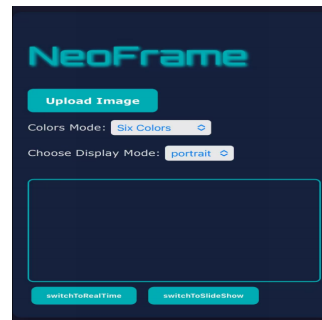 NeoFrame
Upload Image
Colors Mode: Six Colors
Choose Display Mode: portrait
switchToRealTime switchToSlideShow